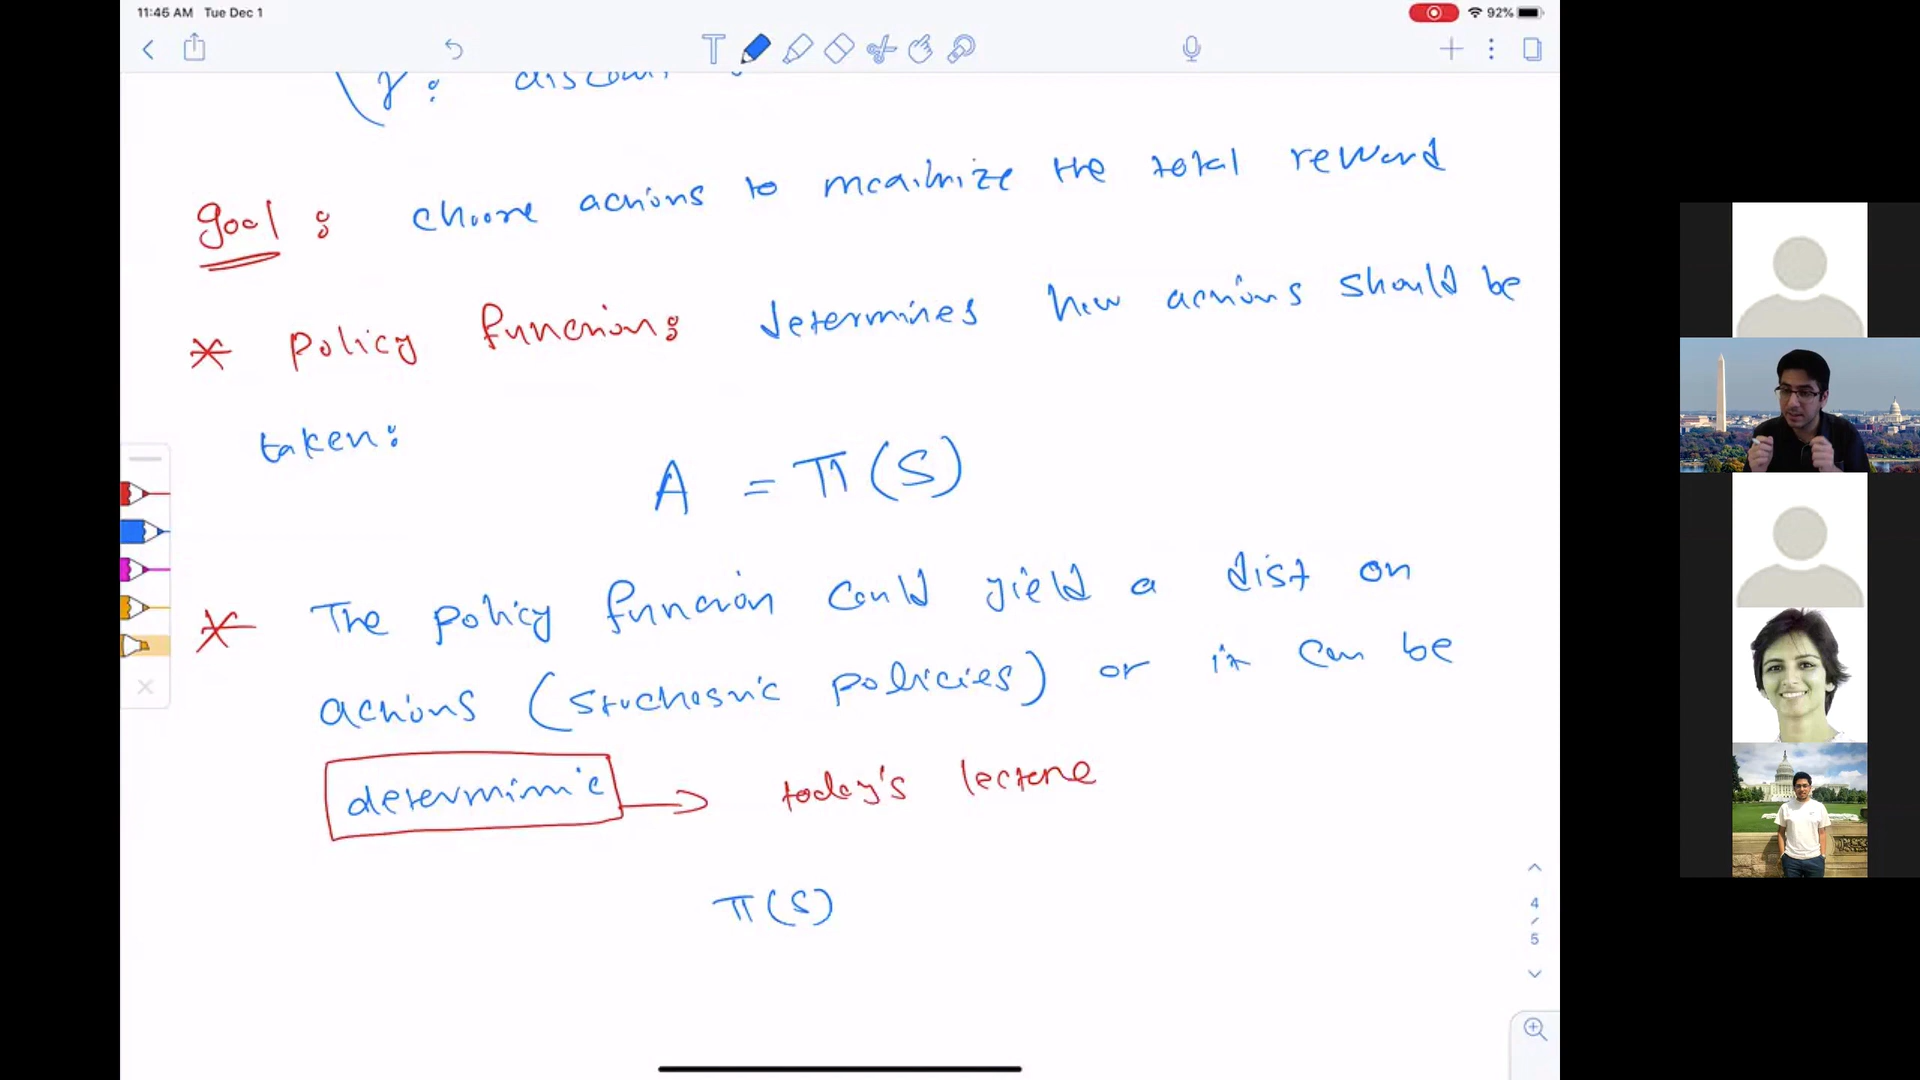 11:46 AM Tue Dec 1
92%
γ: discount
Goal: choose actions to maximize the total reward
* Policy function: determines how actions should be
taken:
A = π(S)
* The policy function could yield a dist on
actions (stochastic policies) or it can be
determimic → today's lecture
π(S)
4
/
5